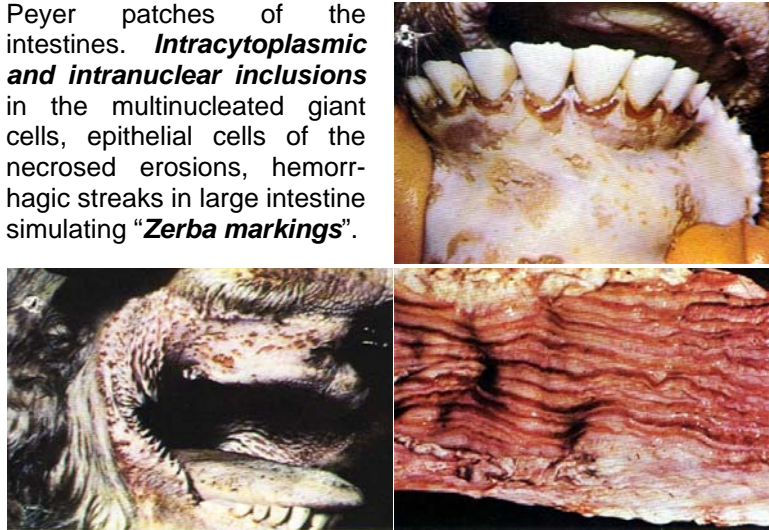 Peyer patches of the
intestines. Intracytoplasmic
and intranuclear inclusions
in the multinucleated giant
cells, epithelial cells of the
necrosed erosions, hemorr-
hagic streaks in large intestine
simulating “Zerba markings”.